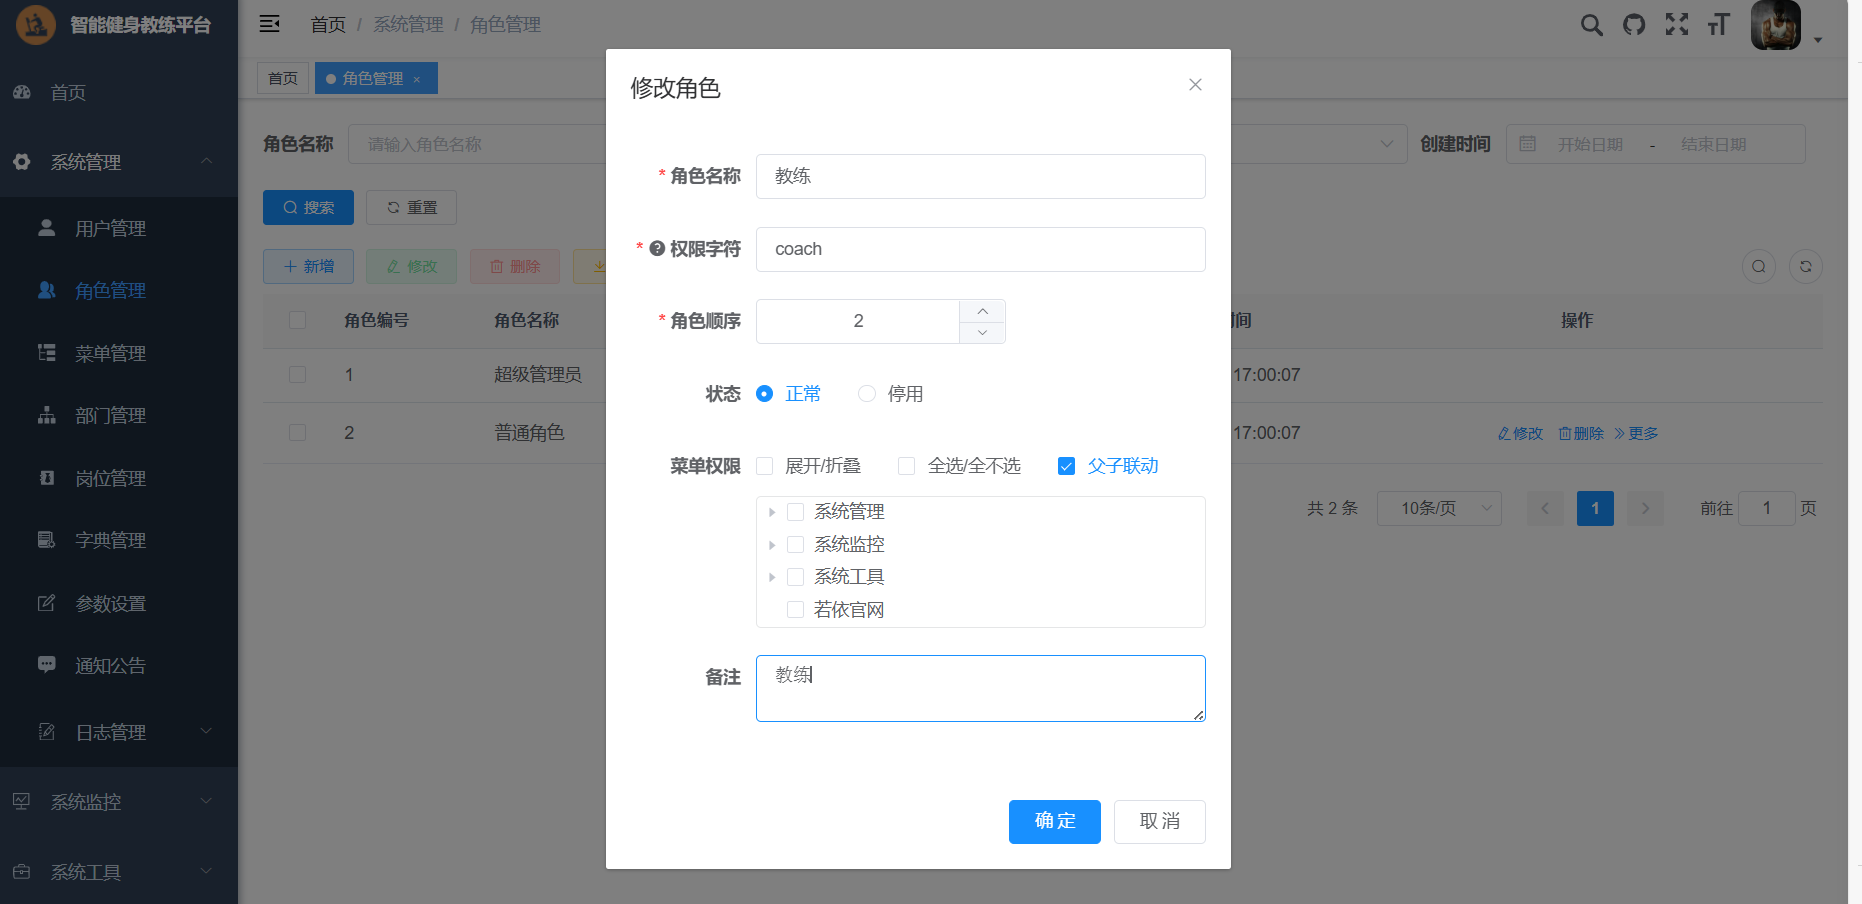 智能健身教练平台
首页 / 系统管理 / 角色管理
首页
角色管理 ×
首页
系统管理
用户管理
角色管理
菜单管理
部门管理
岗位管理
字典管理
参数设置
通知公告
日志管理
系统监控
系统工具
角色名称 请输入角色名称
创建时间 开始日期 - 结束日期
搜索 重置
新增 修改 删除
角色编号 角色名称 时间 操作
1 超级管理员 17:00:07
2 普通角色 17:00:07 修改 删除 更多
共 2 条 10条/页 1 前往 1 页
修改角色
* 角色名称 教练
* 权限字符 coach
* 角色顺序 2
状态 正常 停用
菜单权限 展开/折叠 全选/全不选 父子联动
系统管理
系统监控
系统工具
若依官网
备注 教练
确 定 取 消